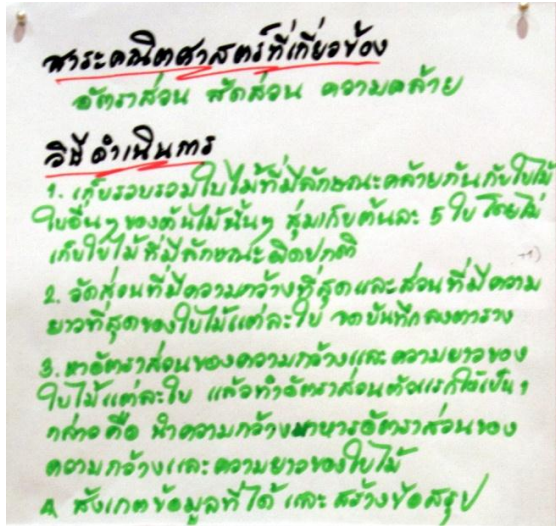 สาระคณิตศาสตร์ที่เกี่ยวข้อง
อัตราส่วน สัดส่วน ความคล้าย
วิธีดำเนินการ
1. เก็บรวบรวมใบไม้ที่มีลักษณะคล้ายกันกับใบไม้
ใบอื่นๆของต้นไม้นั้นๆ สุ่มเก็บต้นละ 5 ใบ โดยไม่
เก็บใบไม้ที่มีลักษณะผิดปกติ
2. วัดส่วนที่มีความกว้างที่สุดและส่วนที่มีความ
ยาวที่สุดของใบไม้แต่ละใบ จดบันทึกลงตาราง
3. หาอัตราส่วนของความกว้างและความยาวของ
ใบไม้แต่ละใบ แล้วทำอัตราส่วนตัวแรกให้เป็น 1
กล่าวคือ นำความกว้างมาหารอัตราส่วนของ
ความกว้างและความยาวของใบไม้
4. สังเกตข้อมูลที่ได้ และ สร้างข้อสรุป